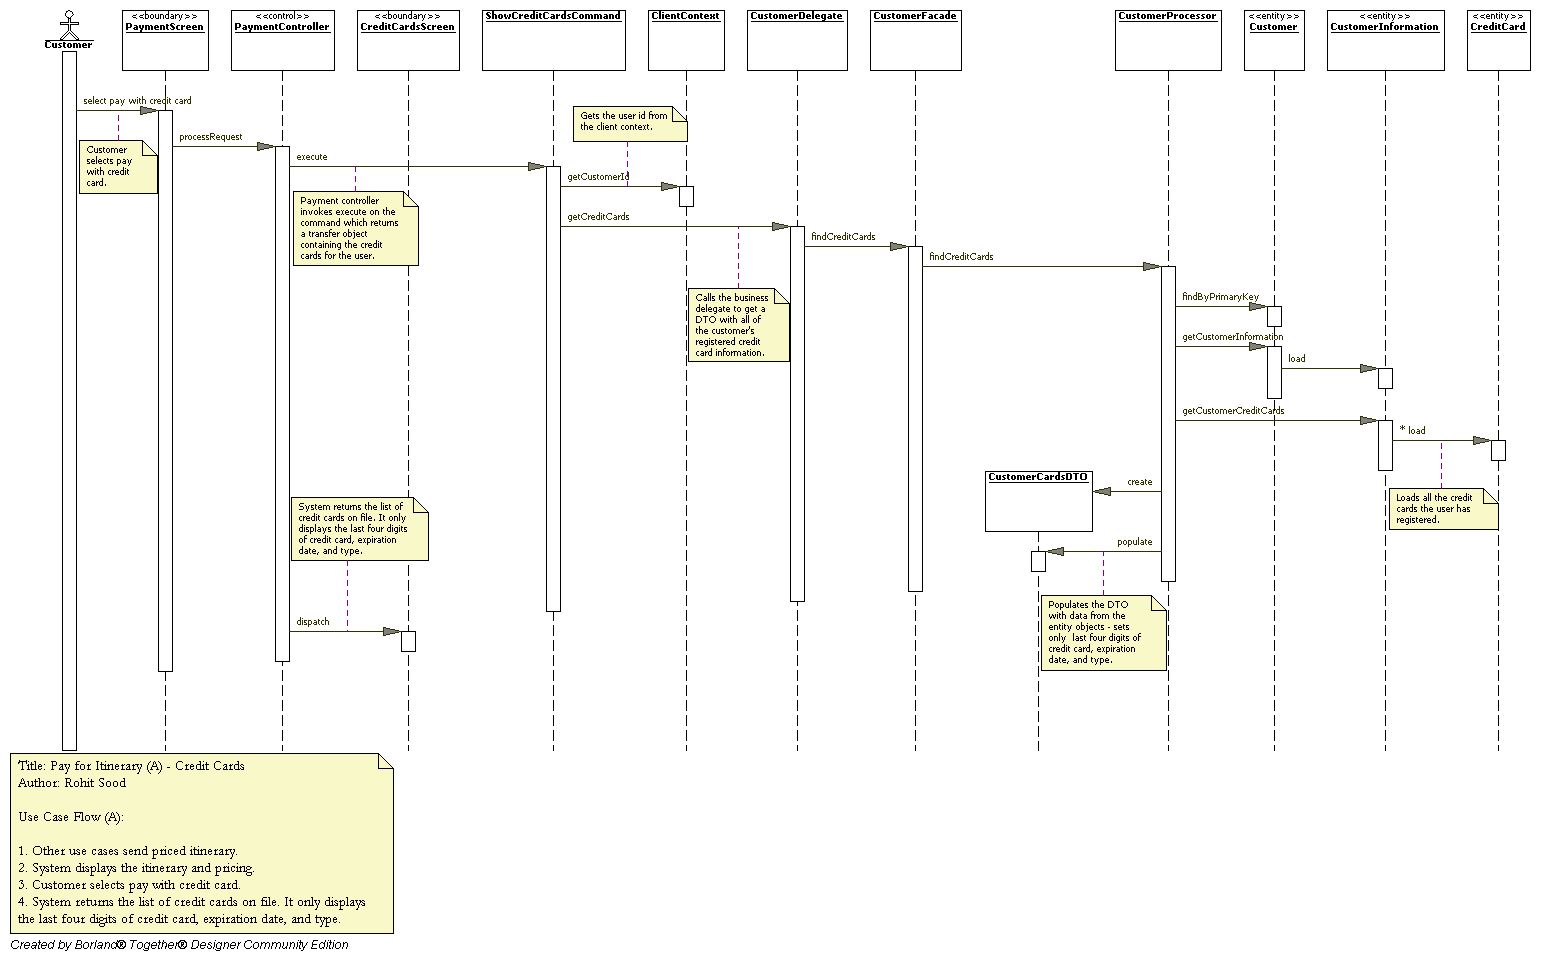 <<boundary>>
PaymentScreen
<<control>>
PaymentController
<<boundary>>
CreditCardsScreen
ShowCreditCardsCommand
ClientContext
CustomerDelegate
CustomerFacade
CustomerProcessor
<<entity>>
Customer
<<entity>>
CustomerInformation
<<entity>>
CreditCard
Customer
select pay with credit card
Customer
selects pay
with credit
card.
processRequest
execute
Payment controller
invokes execute on the
command which returns
a transfer object
containing the credit
cards for the user.
Gets the user id from
the client context.
getCustomerId
getCreditCards
Calls the business
delegate to get a
DTO with all of
the customer's
registered credit
card information.
findCreditCards
findCreditCards
findByPrimaryKey
getCustomerInformation
load
getCustomerCreditCards
* load
Loads all the credit
cards the user has
registered.
CustomerCardsDTO
create
populate
Populates the DTO
with data from the
entity objects - sets
only last four digits of
credit card, expiration
date, and type.
System returns the list of
credit cards on file. It only
displays the last four digits
of credit card, expiration
date, and type.
dispatch
Title: Pay for Itinerary (A) - Credit Cards
Author: Rohit Sood
Use Case Flow (A):
1. Other use cases send priced itinerary.
2. System displays the itinerary and pricing.
3. Customer selects pay with credit card.
4. System returns the list of credit cards on file. It only displays
the last four digits of credit card, expiration date, and type.
Created by Borland® Together® Designer Community Edition